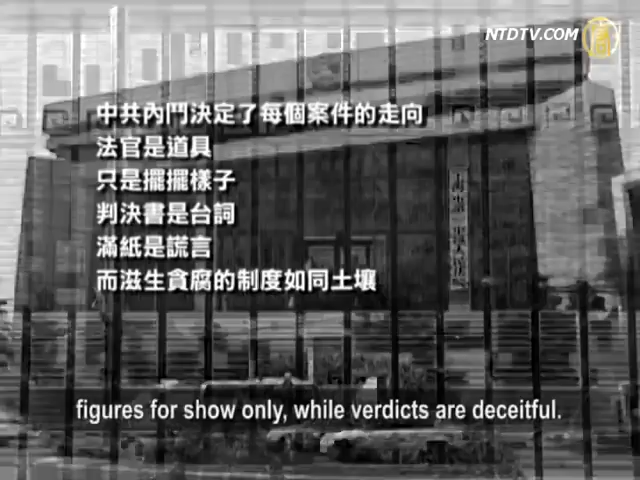 NTDTV.COM
中共內鬥決定了每個案件的走向
法官是道具
只是擺擺樣子
判決書是台詞
滿紙是謊言
而滋生貪腐的制度如同土壤
figures for show only, while verdicts are deceitful.